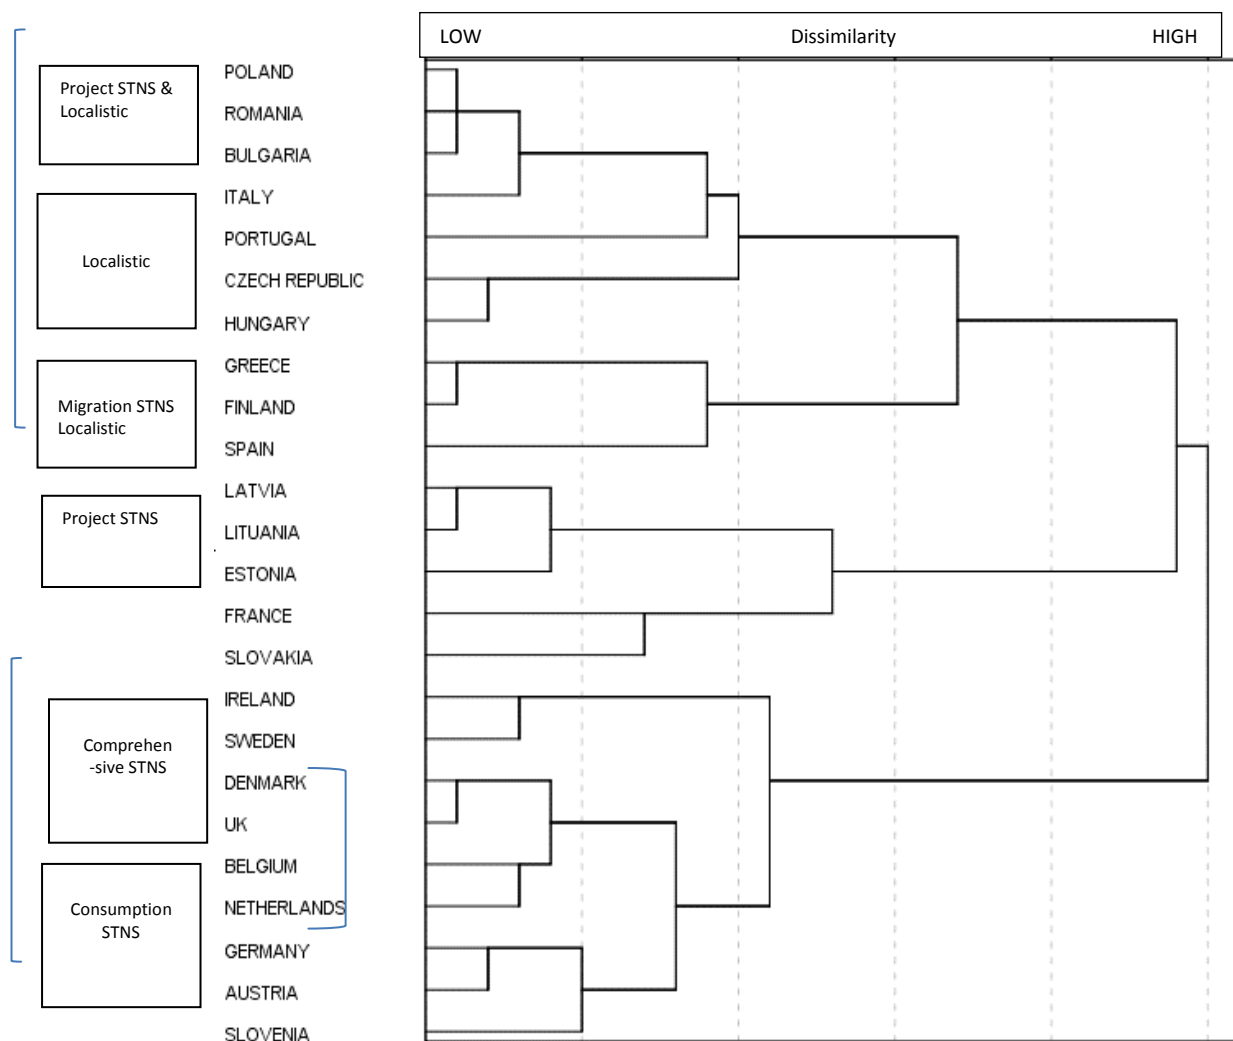 LOW Dissimilarity HIGH
Project STNS &
Localistic
POLAND
ROMANIA
BULGARIA
Localistic
ITALY
PORTUGAL
CZECH REPUBLIC
HUNGARY
Migration STNS
Localistic
GREECE
FINLAND
SPAIN
Project STNS
LATVIA
LITUANIA
ESTONIA
FRANCE
SLOVAKIA
Comprehen
-sive STNS
IRELAND
SWEDEN
DENMARK
UK
Consumption
STNS
BELGIUM
NETHERLANDS
GERMANY
AUSTRIA
SLOVENIA